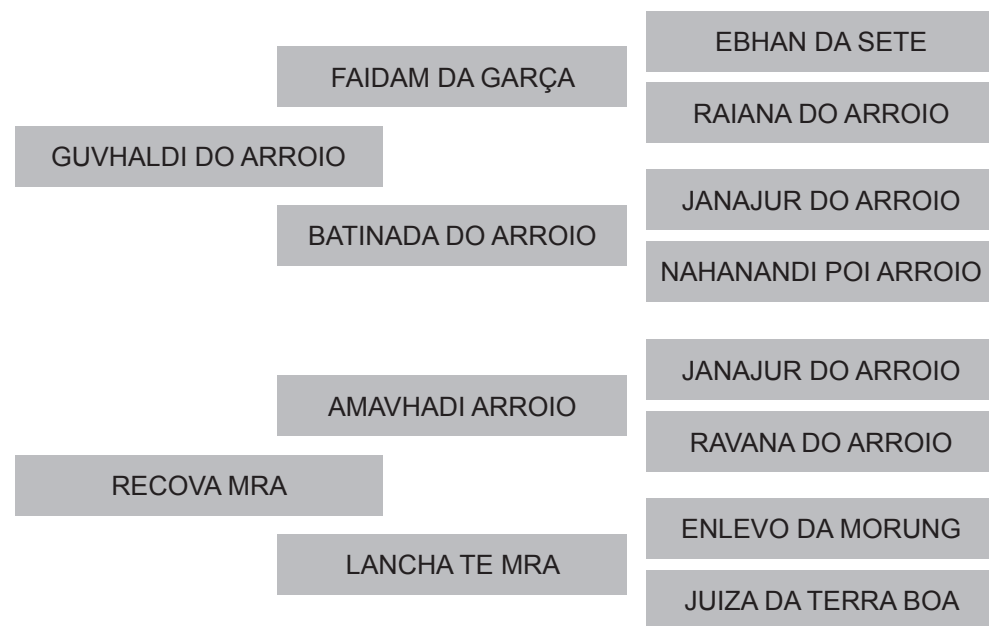 EBHAN DA SETE
FAIDAM DA GARÇA
RAIANA DO ARROIO
GUVHALDI DO ARROIO
JANAJUR DO ARROIO
BATINADA DO ARROIO
NAHANANDI POI ARROIO
JANAJUR DO ARROIO
AMAVHADI ARROIO
RAVANA DO ARROIO
RECOVA MRA
ENLEVO DA MORUNG
LANCHA TE MRA
JUIZA DA TERRA BOA